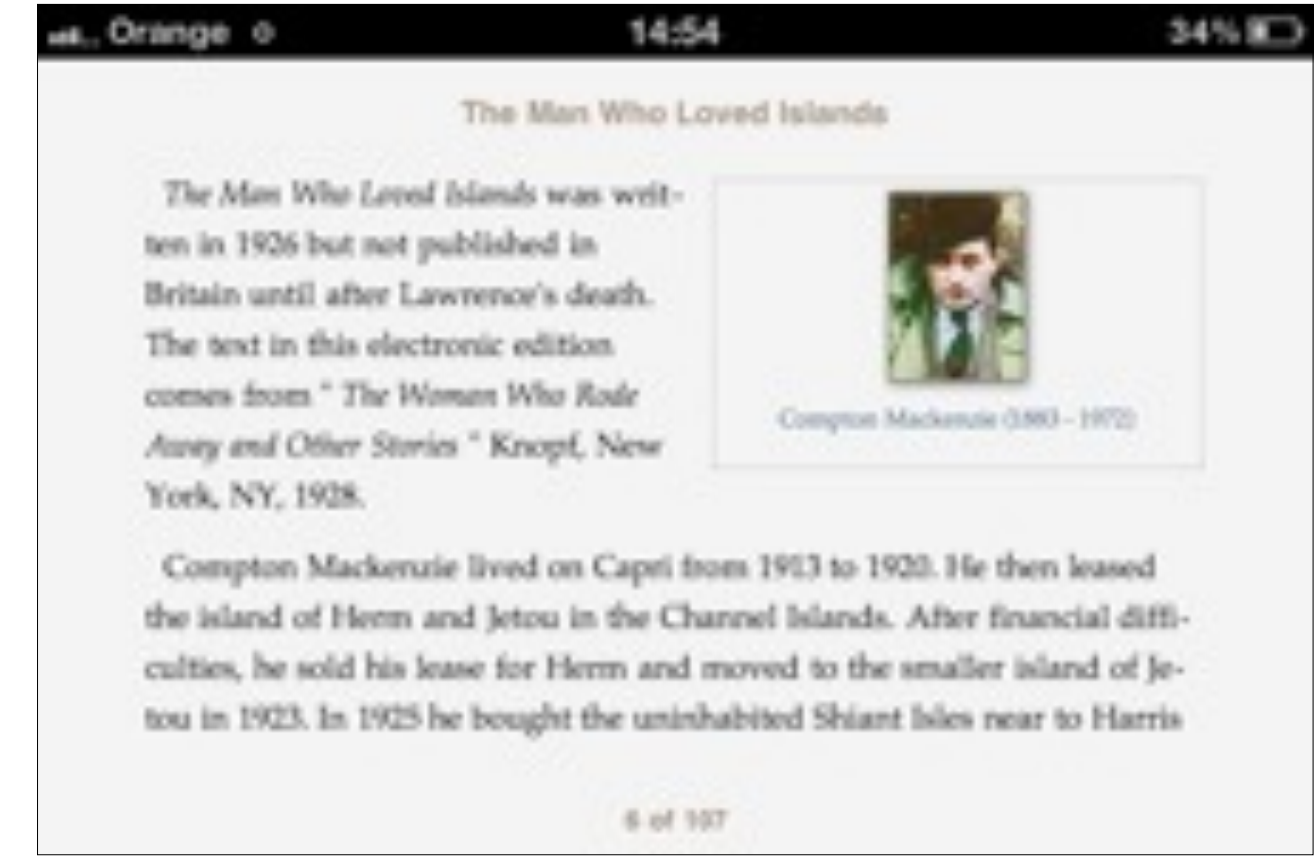 Orange 14:54 34%
The Man Who Loved Islands
The Man Who Loved Islands was writ-
ten in 1926 but not published in
Britain until after Lawrence's death.
The text in this electronic edition
comes from " The Woman Who Rode
Away and Other Stories " Knopf, New
York, NY, 1928.
Compton Mackenzie (1883 - 1972)
Compton Mackenzie lived on Capri from 1913 to 1920. He then leased
the island of Herm and Jetou in the Channel Islands. After financial diffi-
culties, he sold his lease for Herm and moved to the smaller island of Je-
tou in 1923. In 1925 he bought the uninhabited Shiant Isles near to Harris
6 of 107